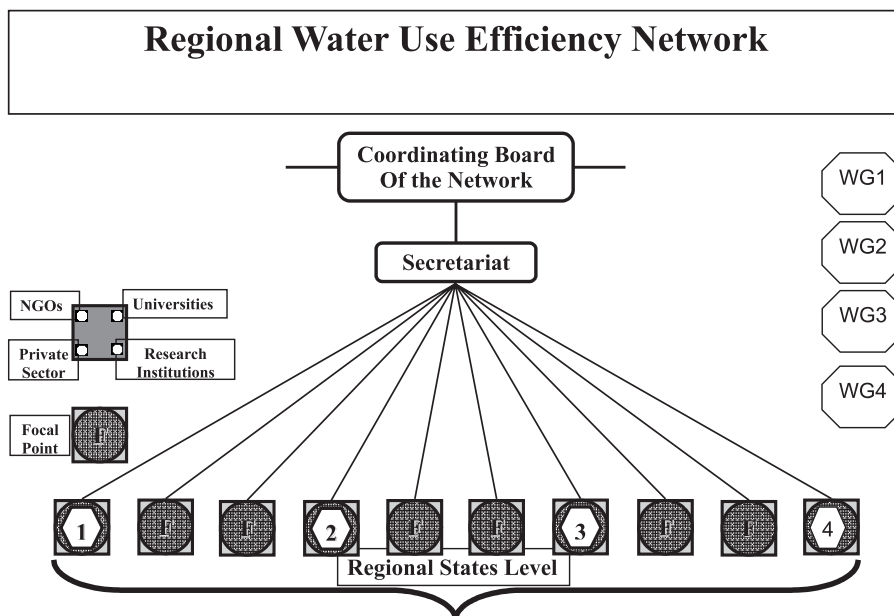 Regional Water Use Efficiency Network
Coordinating Board
Of the Network
WG1
WG2
Secretariat
NGOs
Universities
WG3
Private
Sector
Research
Institutions
WG4
Focal
Point
F
1
F
F
2
F
F
3
F
F
4
Regional States Level